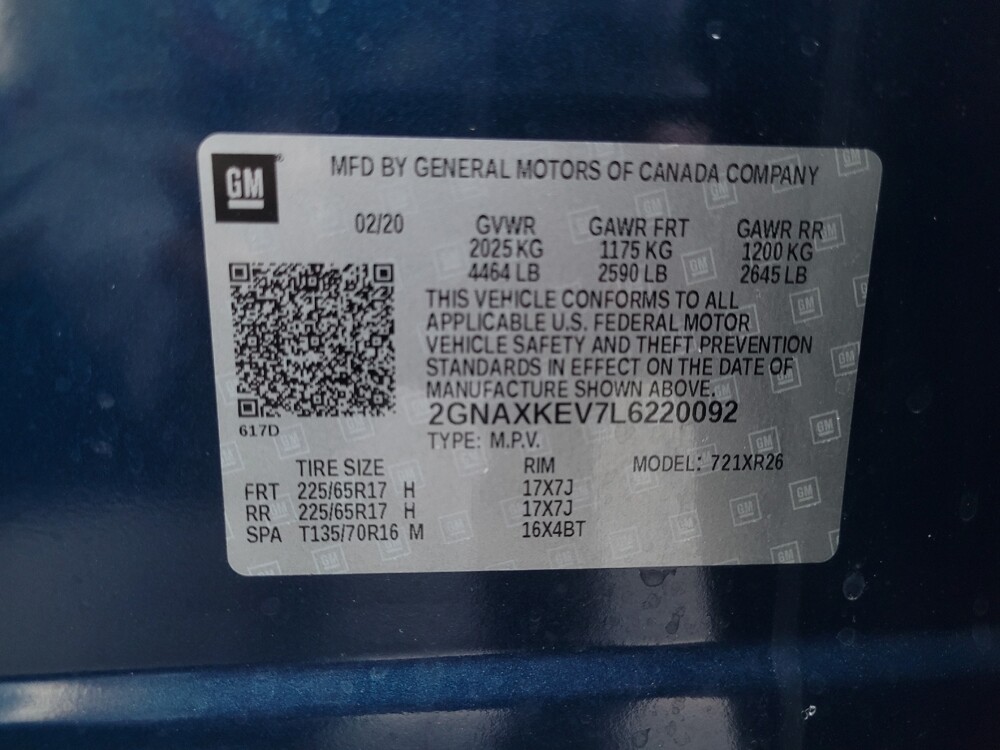 GM
MFD BY GENERAL MOTORS OF CANADA COMPANY
02/20 GVWR GAWR FRT GAWR RR
2025 KG 1175 KG 1200 KG
4464 LB 2590 LB 2645 LB
THIS VEHICLE CONFORMS TO ALL
APPLICABLE U.S. FEDERAL MOTOR
VEHICLE SAFETY AND THEFT PREVENTION
STANDARDS IN EFFECT ON THE DATE OF
MANUFACTURE SHOWN ABOVE.
2GNAXKEV7L6220092
617D
TYPE: M.P.V.
TIRE SIZE RIM MODEL: 721XR26
FRT 225/65R17 H 17X7J
RR 225/65R17 H 17X7J
SPA T135/70R16 M 16X4BT